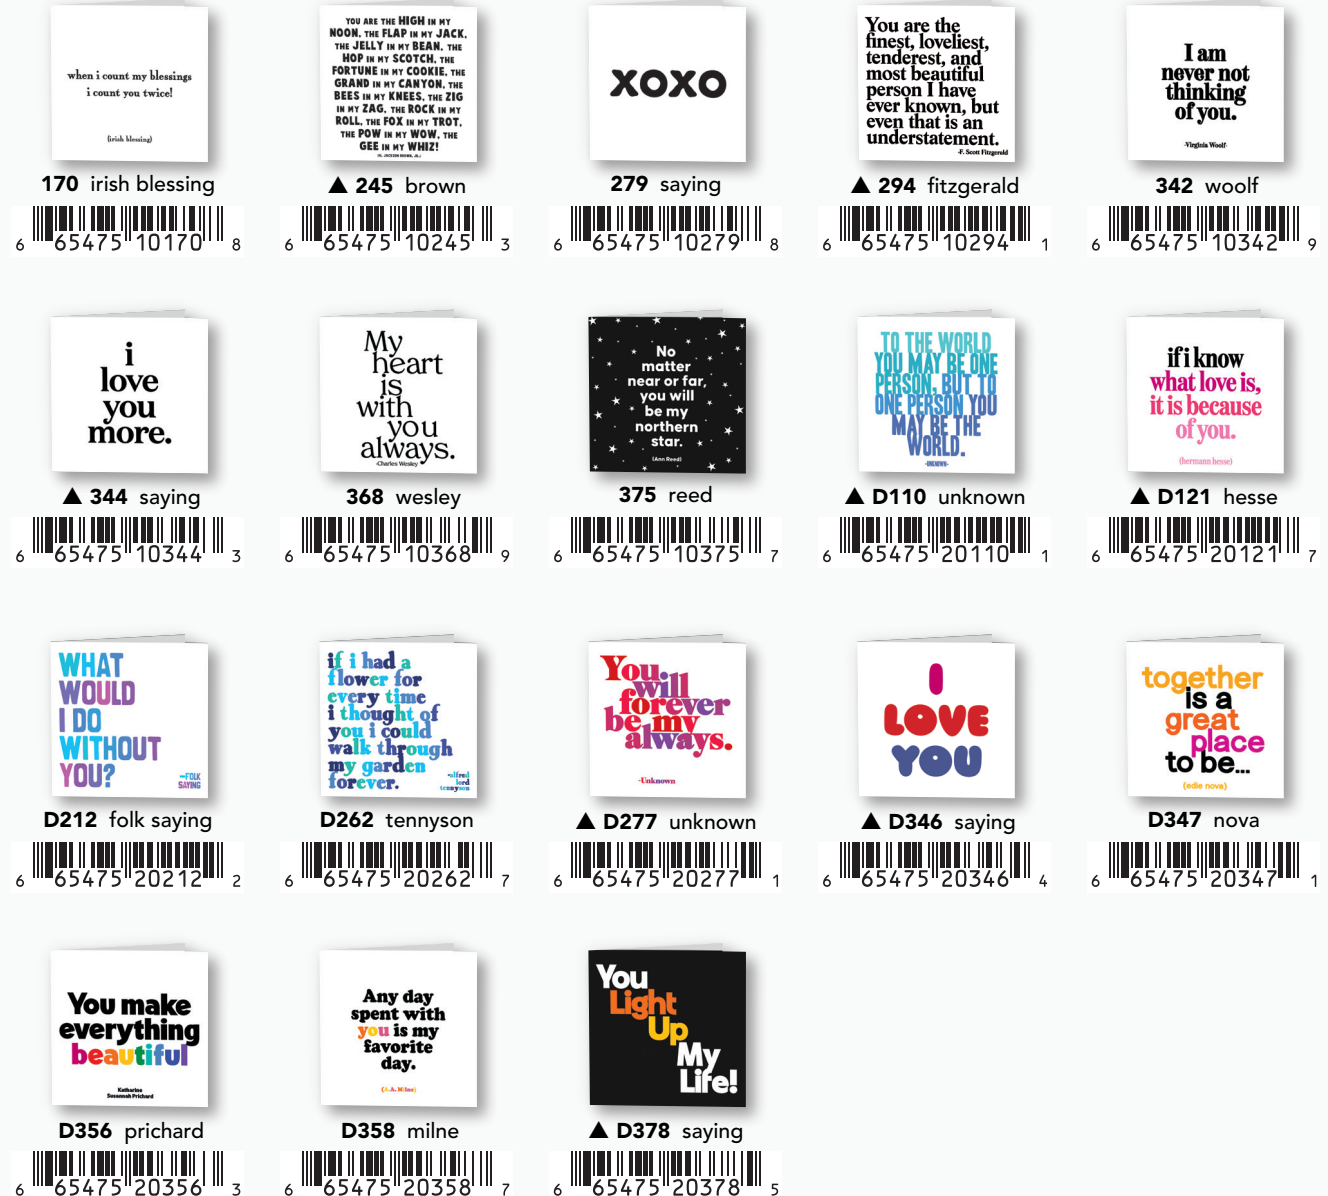 when i count my blessings
i count you twice!
(irish blessing)
170 irish blessing
6 65475 10170 8
YOU ARE THE HIGH IN MY
NOON, THE FLAP IN MY JACK,
THE JELLY IN MY BEAN, THE
HOP IN MY SCOTCH, THE
FORTUNE IN MY COOKIE, THE
GRAND IN MY CANYON, THE
BEES IN MY KNEES, THE ZIG
IN MY ZAG, THE ROCK IN MY
ROLL, THE FOX IN MY TROT,
THE POW IN MY WOW, THE
GEE IN MY WHIZ!
(H. JACKSON BROWN, JR.)
▲ 245 brown
6 65475 10245 3
XOXO
279 saying
6 65475 10279 8
You are the
finest, loveliest,
tenderest, and
most beautiful
person I have
ever known, but
even that is an
understatement.
-F. Scott Fitzgerald
▲ 294 fitzgerald
6 65475 10294 1
I am
never not
thinking
of you.
-Virginia Woolf-
342 woolf
6 65475 10342 9
i
love
you
more.
▲ 344 saying
6 65475 10344 3
My
heart
is
with
you
always.
-Charles Wesley
368 wesley
6 65475 10368 9
No
matter
near or far,
you will
be my
northern
star.
(Ann Reed)
375 reed
6 65475 10375 7
TO THE WORLD
YOU MAY BE ONE
PERSON, BUT TO
ONE PERSON YOU
MAY BE THE
WORLD.
-UNKNOWN-
▲ D110 unknown
6 65475 20110 1
if i know
what love is,
it is because
of you.
(hermann hesse)
▲ D121 hesse
6 65475 20121 7
WHAT
WOULD
I DO
WITHOUT
YOU?
—FOLK
SAYING
D212 folk saying
6 65475 20212 2
if i had a
flower for
every time
i thought of
you i could
walk through
my garden
forever.
-alfred
lord
tennyson
D262 tennyson
6 65475 20262 7
You
will
forever
be my
always.
-Unknown
▲ D277 unknown
6 65475 20277 1
I
LOVE
YOU
▲ D346 saying
6 65475 20346 4
together
is a
great
place
to be...
(edie nova)
D347 nova
6 65475 20347 1
You make
everything
beautiful
Katharine
Susannah Prichard
D356 prichard
6 65475 20356 3
Any day
spent with
you is my
favorite
day.
(A.A. Milne)
D358 milne
6 65475 20358 7
You
Light
Up
My
Life!
▲ D378 saying
6 65475 20378 5